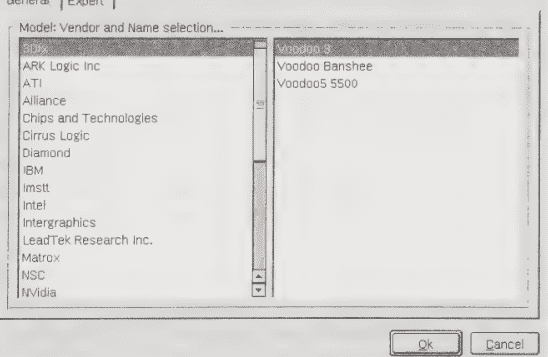 General Expert
Model: Vendor and Name selection...
ARK Logic Inc
ATI
Alliance
Chips and Technologies
Cirrus Logic
Diamond
IBM
Imstt
Intel
Intergraphics
LeadTek Research Inc.
Matrox
NSC
NVidia
Voodoo 3
Voodoo Banshee
Voodoo5 5500
Ok
Cancel